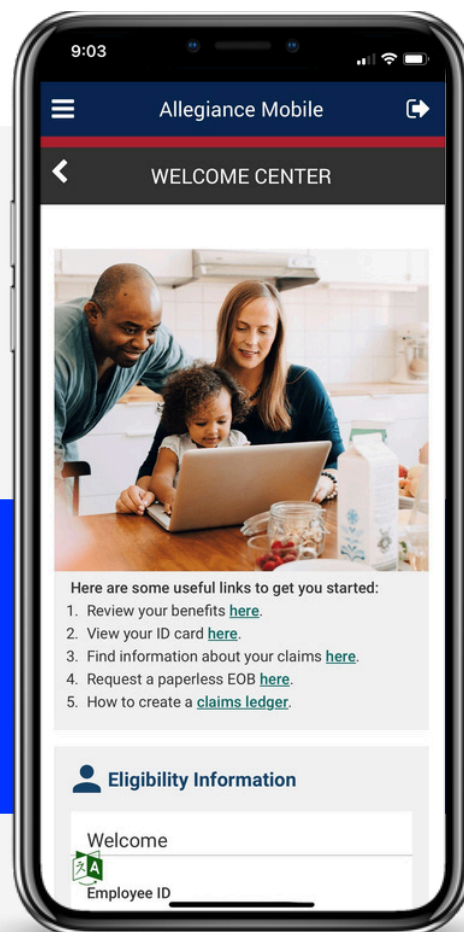 9:03
Allegiance Mobile
WELCOME CENTER
Here are some useful links to get you started:
1. Review your benefits here.
2. View your ID card here.
3. Find information about your claims here.
4. Request a paperless EOB here.
5. How to create a claims ledger.
Eligibility Information
Welcome
文A
Employee ID